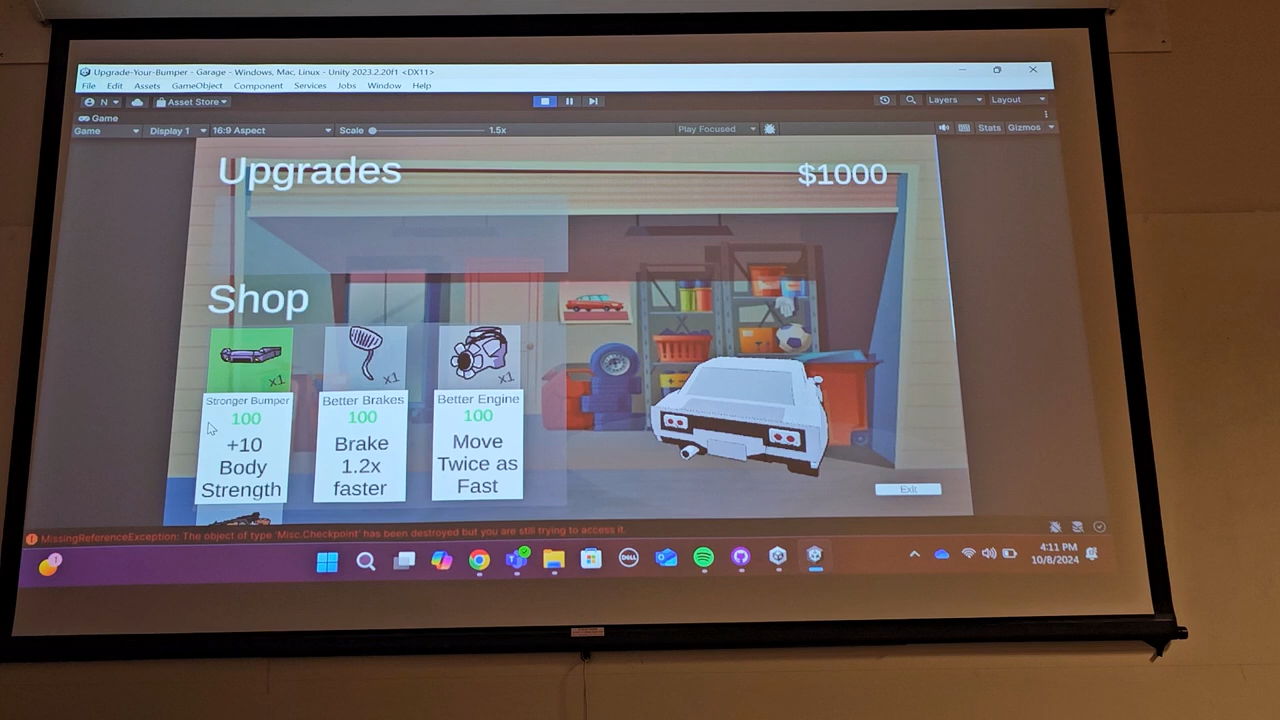 Upgrade-Your-Bumper - Garage - Windows, Mac, Linux - Unity 2023.2.20f1 <DX11>
File Edit Assets GameObject Component Services Jobs Window Help
N Asset Store Layers Layout
Game
Game Display 1 16:9 Aspect Scale 1.5x Play Focused Stats Gizmos
Upgrades $1000
Shop
x1 x1 x1
Stronger Bumper Better Brakes Better Engine
100 100 100
+10 Brake Move
Body 1.2x Twice as
Strength faster Fast
Exit
MissingReferenceException: The object of type 'Misc.Checkpoint' has been destroyed but you are still trying to access it.
1 DELL 4:11 PM
10/8/2024